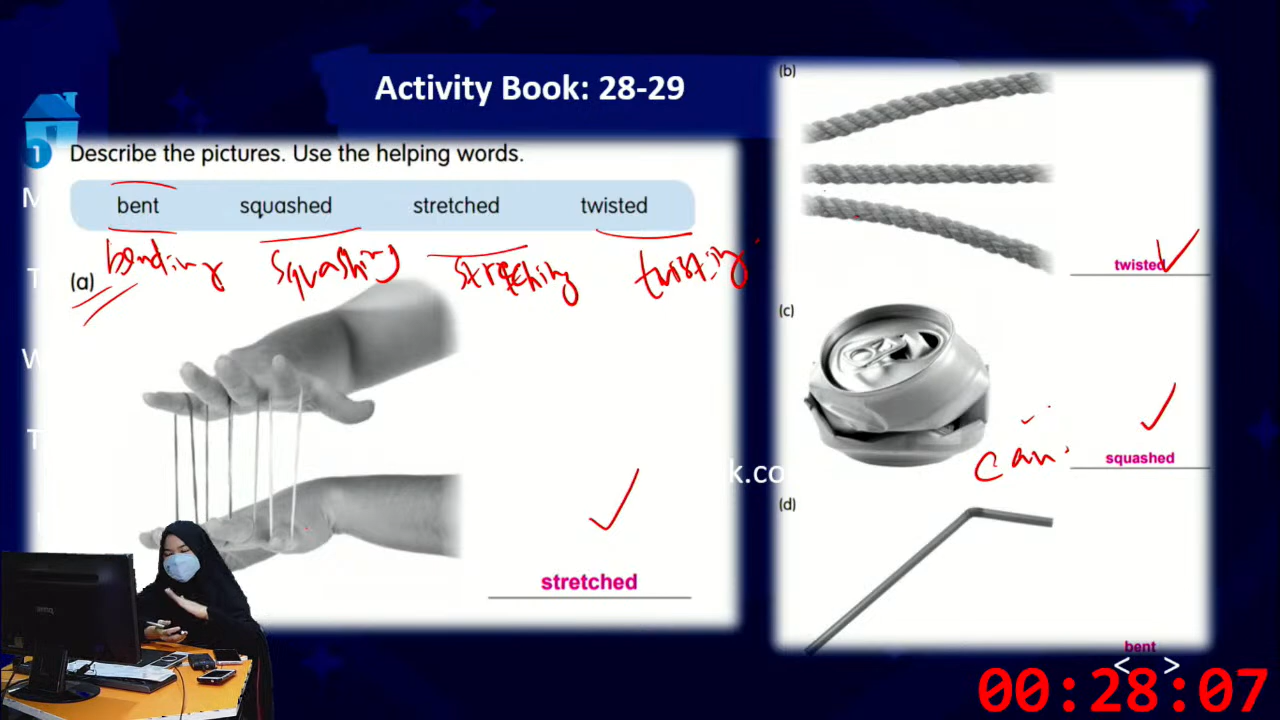 Activity Book: 28-29
1 Describe the pictures. Use the helping words.
bent squashed stretched twisted
bending squashing stretching twisting
(a)
stretched
(b)
twisted
(c)
can
squashed
(d)
bent
< >
k.co
00:28:07